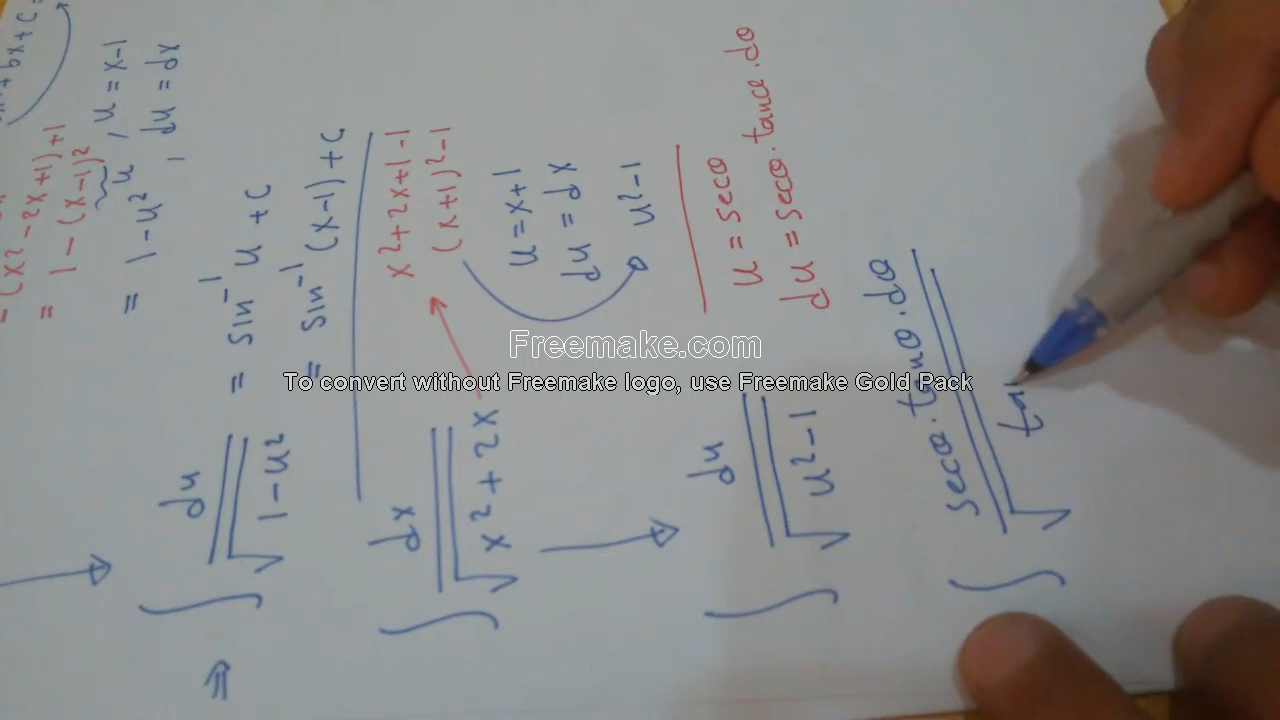 = 1 - (x-1)²
u , u = x-1
= 1 - u² , du = dx
⇒ ∫ du/√(1-u²) = sin⁻¹ u + c
= sin⁻¹ (x-1) + c
∫ dx/√(x² + 2x)
x² + 2x + 1 - 1
(x+1)² - 1
u = x+1
du = dx
u² - 1
∫ du/√(u² - 1)
u = secθ
du = secθ . tanceθ . dθ
∫ secθ . tanθ . dθ/√ta
Freemake.com
To convert without Freemake logo, use Freemake Gold Pack